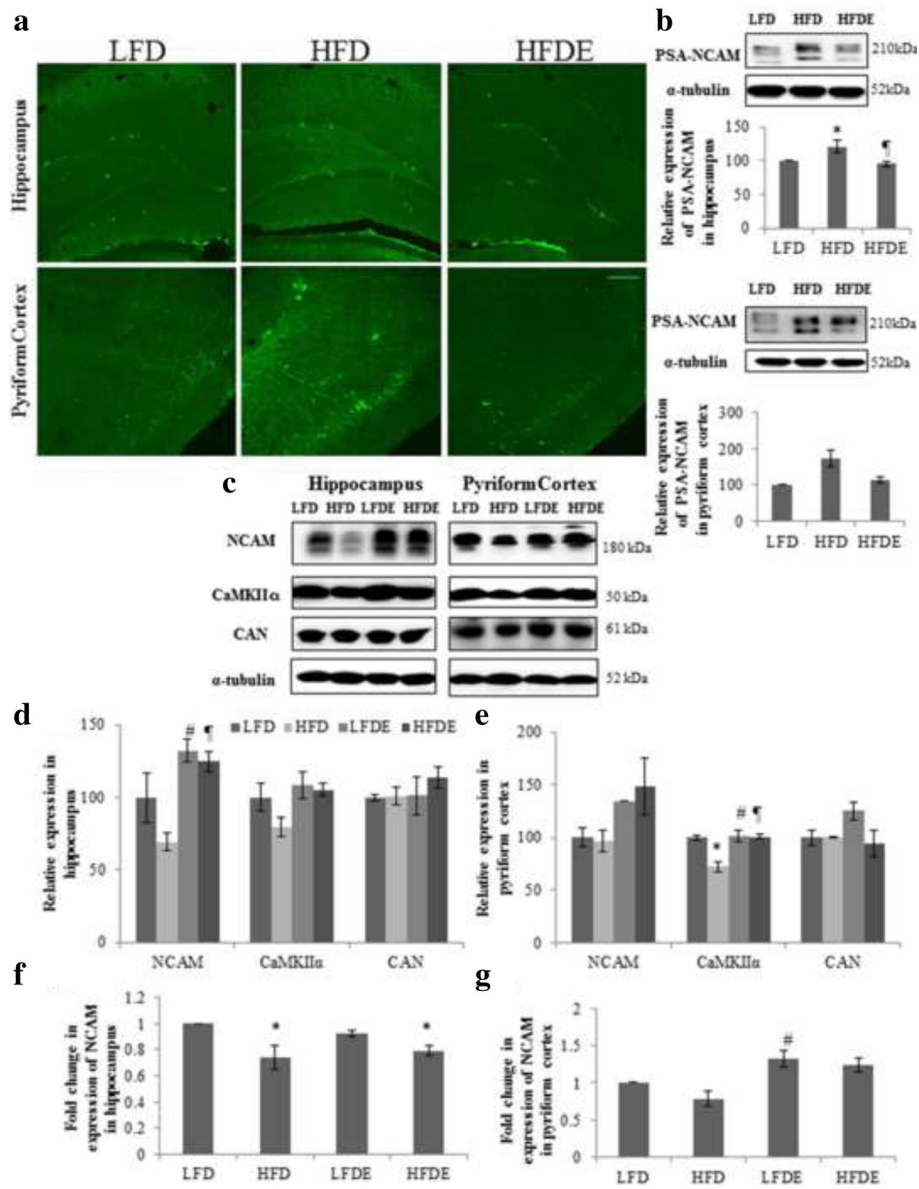 a
LFD HFD HFDE
Hippocampus
PyriformCortex
b
LFD HFD HFDE
PSA-NCAM 210kDa
α-tubulin 52kDa
Relative expression
of PSA-NCAM
in hippocampus
150
100
50
0
* ¶
LFD HFD HFDE
LFD HFD HFDE
PSA-NCAM 210kDa
α-tubulin 52kDa
Relative expression
of PSA-NCAM
in pyriform cortex
300
200
100
0
LFD HFD HFDE
c
Hippocampus PyriformCortex
LFD HFD LFDE HFDE LFD HFD LFDE HFDE
NCAM 180 kDa
CaMKIIα 50 kDa
CAN 61 kDa
α-tubulin 52 kDa
d
Relative expression in
hippocampus
150
100
50
0
LFD HFD LFDE HFDE
# ¶
NCAM CaMKIIα CAN
e
Relative expression in
pyriform cortex
200
150
100
50
0
* # ¶
NCAM CaMKIIα CAN
f
Fold change in
expression of NCAM
in hippocampus
1.2
1
0.8
0.6
0.4
0.2
0
* *
LFD HFD LFDE HFDE
g
Fold change in
expression of NCAM
in pyriform cortex
2
1.5
1
0.5
0
#
LFD HFD LFDE HFDE